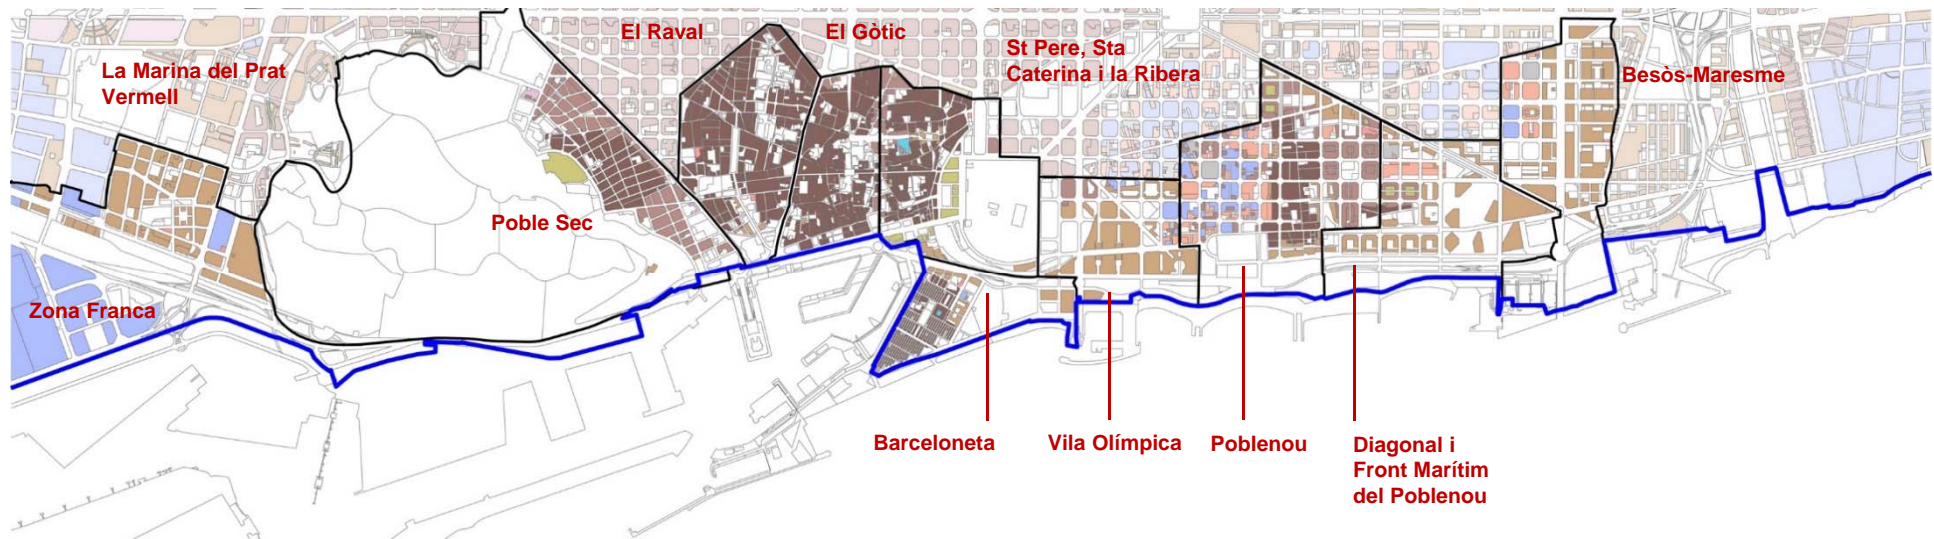 El Raval
El Gòtic
St Pere, Sta
Caterina i la Ribera
La Marina del Prat
Vermell
Besòs-Maresme
Poble Sec
Zona Franca
Barceloneta
Vila Olímpica
Poblenou
Diagonal i
Front Marítim
del Poblenou